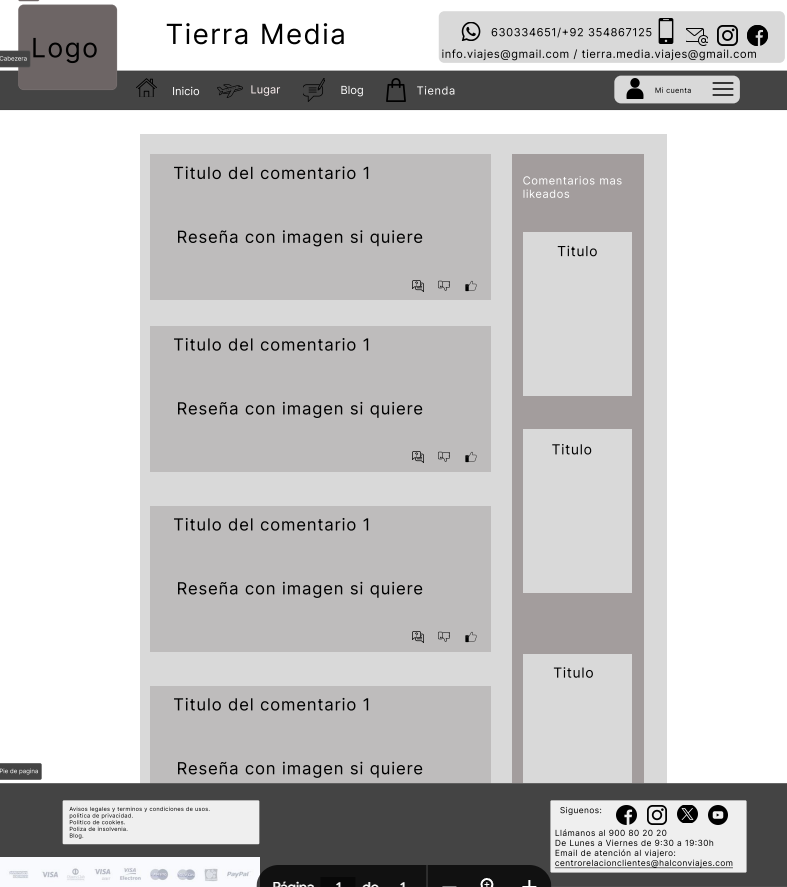 Tierra Media
Logo
Cabezera
630334651/+92 354867125
info.viajes@gmail.com / tierra.media.viajes@gmail.com
Inicio
Lugar
Blog
Tienda
Mi cuenta
Titulo del comentario 1
Reseña con imagen si quiere
Titulo del comentario 1
Reseña con imagen si quiere
Titulo del comentario 1
Reseña con imagen si quiere
Titulo del comentario 1
Reseña con imagen si quiere
Comentarios mas
likeados
Titulo
Titulo
Titulo
Pie de pagina
Avisos legales y terminos y condiciones de usos.
politica de privacidad.
Politico de cookies.
Poliza de insolvenia.
Blog.
VISA
VISA
VISA
Electron
PayPal
Siguenos:
Llámanos al 900 80 20 20
De Lunes a Viernes de 9:30 a 19:30h
Email de atención al viajero:
centrorelacionclientes@halconviajes.com
Página 1 de 1